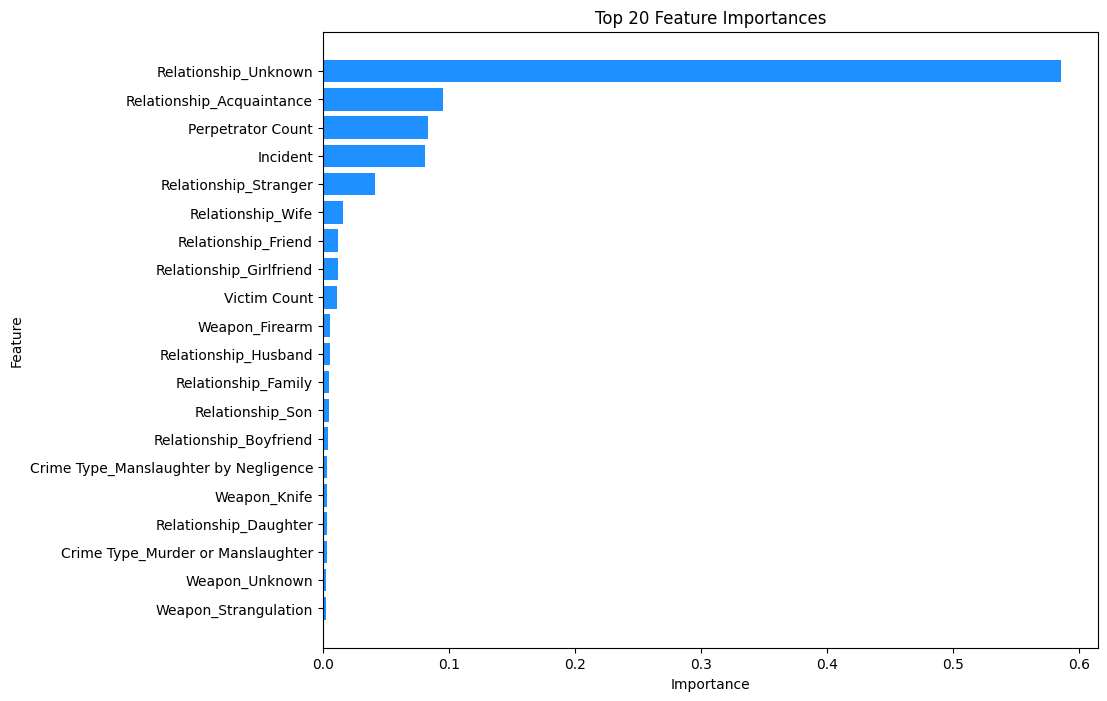 Top 20 Feature Importances
Feature
Relationship_Unknown
Relationship_Acquaintance
Perpetrator Count
Incident
Relationship_Stranger
Relationship_Wife
Relationship_Friend
Relationship_Girlfriend
Victim Count
Weapon_Firearm
Relationship_Husband
Relationship_Family
Relationship_Son
Relationship_Boyfriend
Crime Type_Manslaughter by Negligence
Weapon_Knife
Relationship_Daughter
Crime Type_Murder or Manslaughter
Weapon_Unknown
Weapon_Strangulation
0.0 0.1 0.2 0.3 0.4 0.5 0.6
Importance